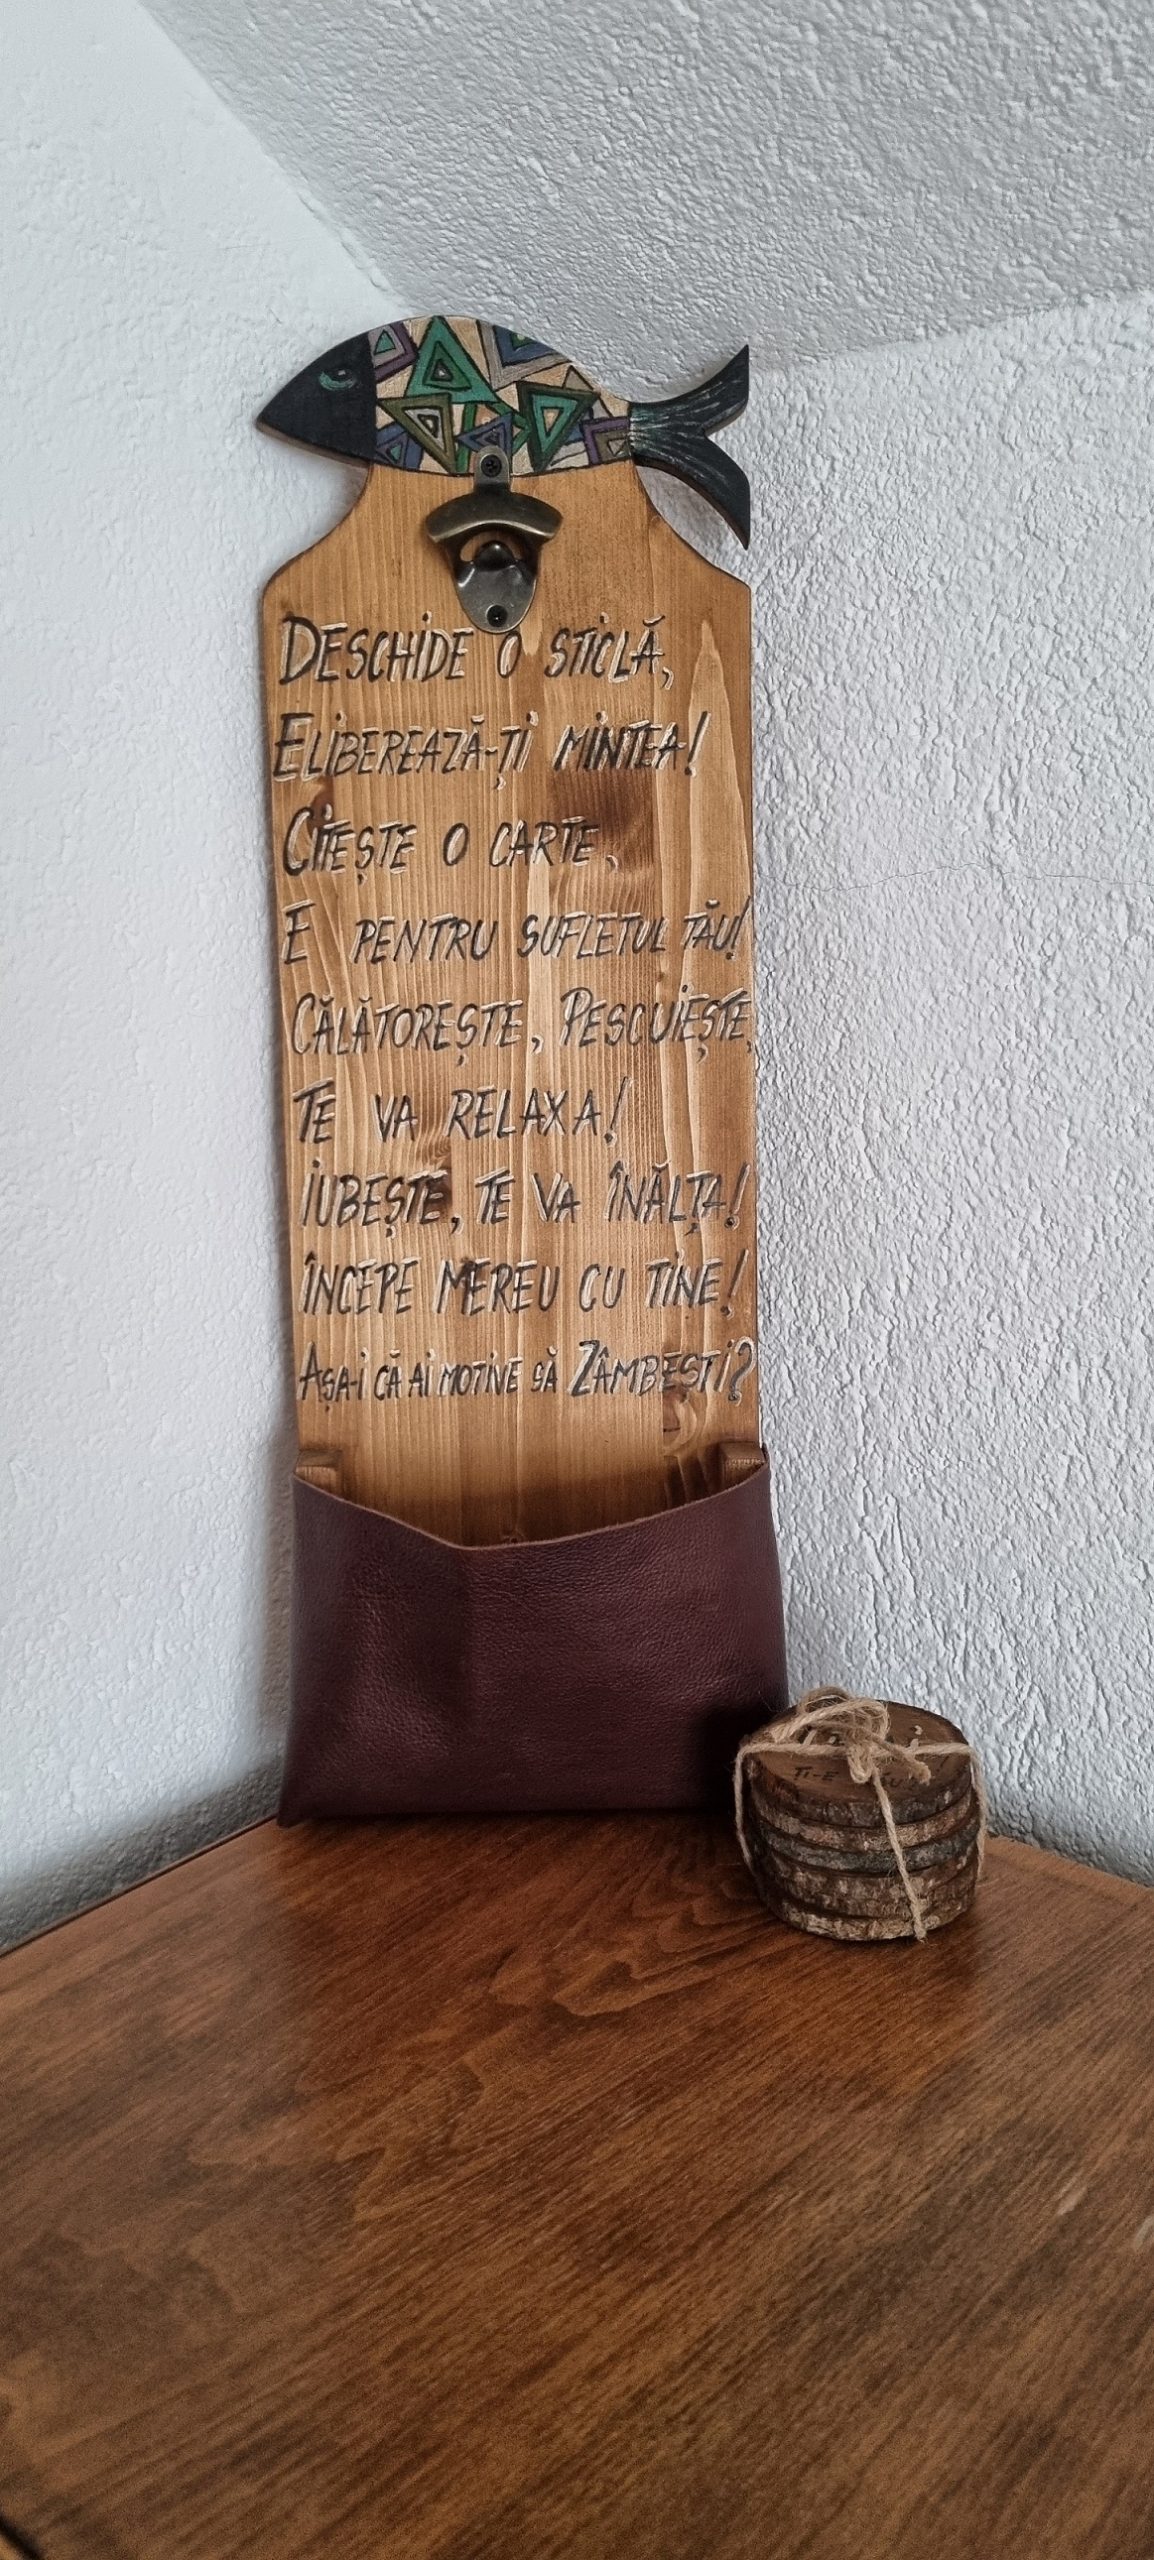 Deschide o sticlă,
Eliberează-ți mintea!
Citește o carte,
E pentru sufletul tău!
Călătorește, Pescuiește,
Te va relaxa!
iubește, te va înălța!
începe mereu cu tine!
Așa-i că ai motive să Zâmbești?
Ți-e